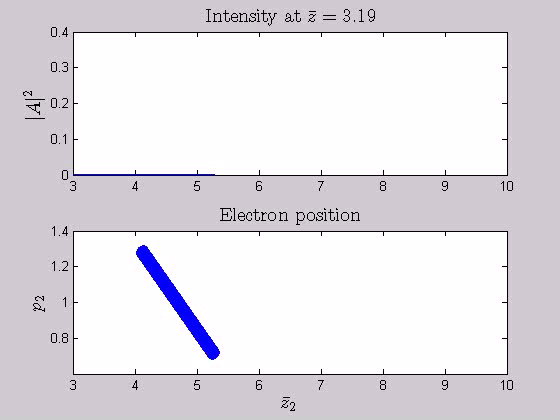 Intensity at z̄ = 3.19
|A|²
0.4
0.3
0.2
0.1
0
3 4 5 6 7 8 9 10
Electron position
p₂
1.4
1.2
1
0.8
3 4 5 6 7 8 9 10
z̄₂